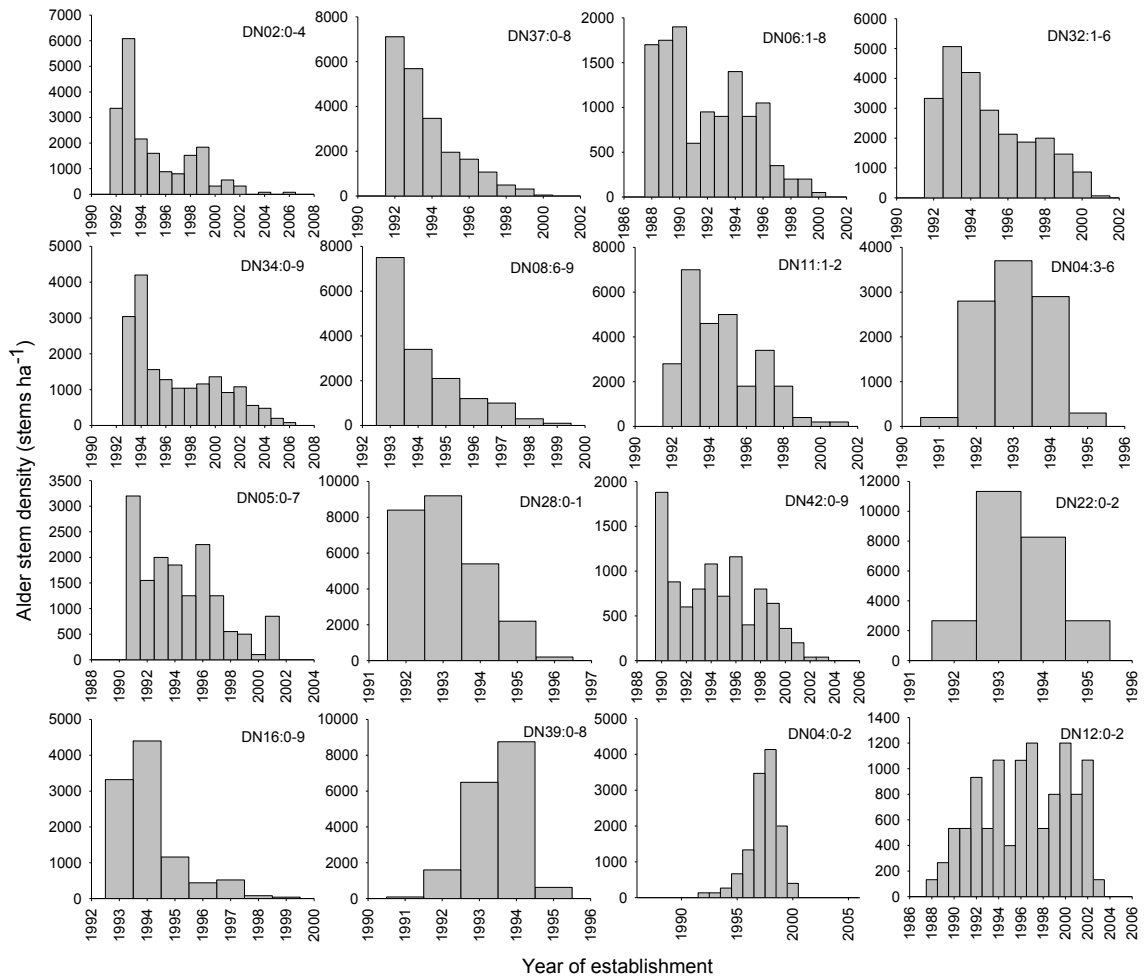 Alder stem density (stems ha⁻¹)
DN02:0-4
7000
6000
5000
4000
3000
2000
1000
0
1990 1992 1994 1996 1998 2000 2002 2004 2006 2008
DN37:0-8
8000
6000
4000
2000
0
1990 1992 1994 1996 1998 2000 2002
DN06:1-8
2000
1500
1000
500
0
1986 1988 1990 1992 1994 1996 1998 2000 2002
DN32:1-6
6000
5000
4000
3000
2000
1000
0
1990 1992 1994 1996 1998 2000 2002
DN34:0-9
5000
4000
3000
2000
1000
0
1990 1992 1994 1996 1998 2000 2002 2004 2006 2008
DN08:6-9
8000
6000
4000
2000
0
1992 1993 1994 1995 1996 1997 1998 1999 2000
DN11:1-2
8000
6000
4000
2000
0
1990 1992 1994 1996 1998 2000 2002
DN04:3-6
4000
3000
2000
1000
0
1990 1991 1992 1993 1994 1995 1996
DN05:0-7
3500
3000
2500
2000
1500
1000
500
0
1988 1990 1992 1994 1996 1998 2000 2002 2004
DN28:0-1
10000
8000
6000
4000
2000
0
1991 1992 1993 1994 1995 1996 1997
DN42:0-9
2000
1500
1000
500
0
1988 1990 1992 1994 1996 1998 2000 2002 2004 2006
DN22:0-2
12000
10000
8000
6000
4000
2000
0
1991 1992 1993 1994 1995 1996
DN16:0-9
5000
4000
3000
2000
1000
0
1992 1993 1994 1995 1996 1997 1998 1999 2000
DN39:0-8
10000
8000
6000
4000
2000
0
1990 1991 1992 1993 1994 1995 1996
DN04:0-2
5000
4000
3000
2000
1000
0
1990 1995 2000 2005
DN12:0-2
1400
1200
1000
800
600
400
200
0
1986 1988 1990 1992 1994 1996 1998 2000 2002 2004 2006
Year of establishment